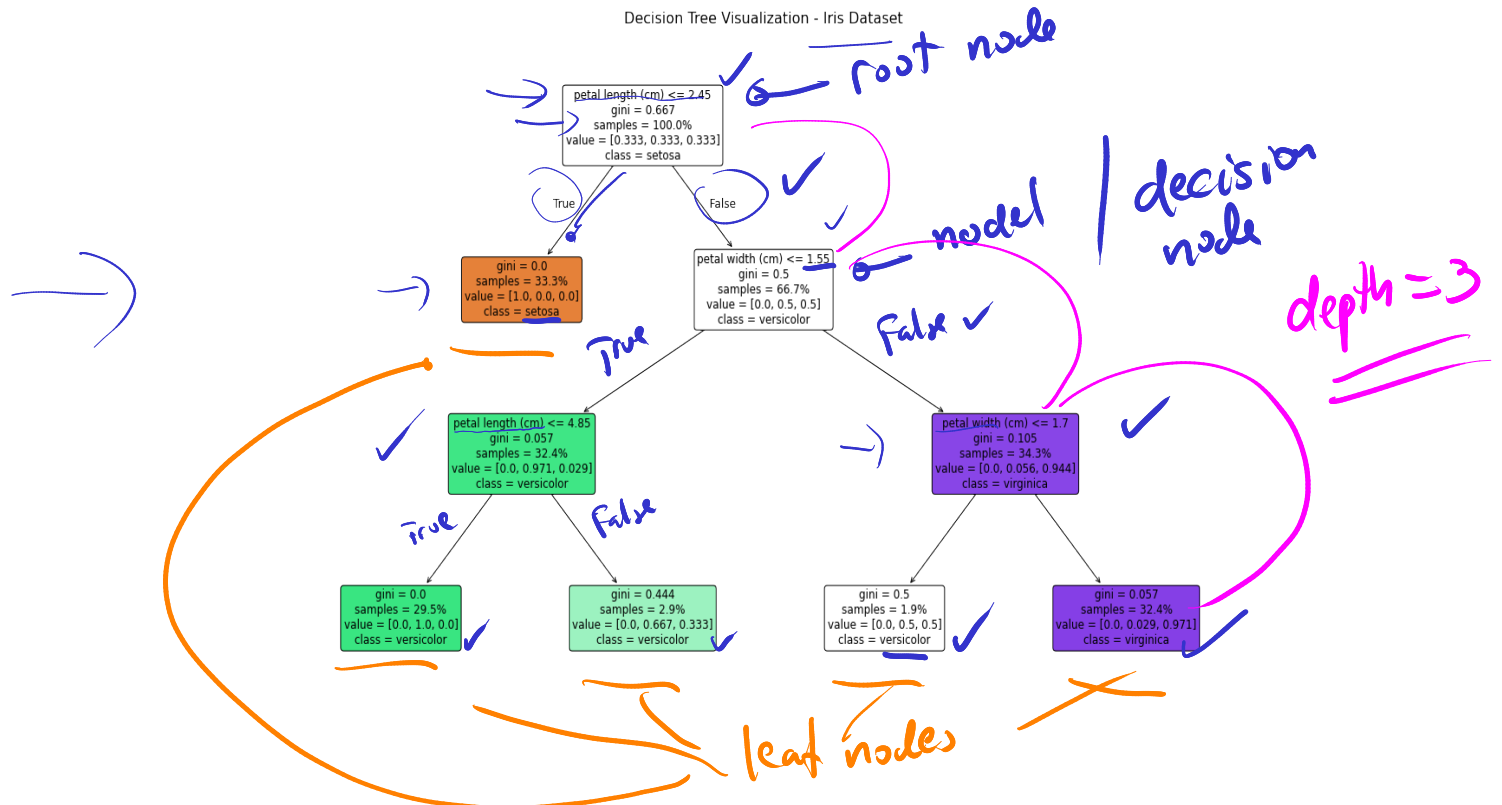 Decision Tree Visualization - Iris Dataset
root node
petal length (cm) <= 2.45
gini = 0.667
samples = 100.0%
value = [0.333, 0.333, 0.333]
class = setosa
True
False
decision
node
node1
gini = 0.0
samples = 33.3%
value = [1.0, 0.0, 0.0]
class = setosa
petal width (cm) <= 1.55
gini = 0.5
samples = 66.7%
value = [0.0, 0.5, 0.5]
class = versicolor
depth = 3
True
False
petal length (cm) <= 4.85
gini = 0.057
samples = 32.4%
value = [0.0, 0.971, 0.029]
class = versicolor
petal width (cm) <= 1.7
gini = 0.105
samples = 34.3%
value = [0.0, 0.056, 0.944]
class = virginica
True
False
gini = 0.0
samples = 29.5%
value = [0.0, 1.0, 0.0]
class = versicolor
gini = 0.444
samples = 2.9%
value = [0.0, 0.667, 0.333]
class = versicolor
gini = 0.5
samples = 1.9%
value = [0.0, 0.5, 0.5]
class = versicolor
gini = 0.057
samples = 32.4%
value = [0.0, 0.029, 0.971]
class = virginica
leaf nodes